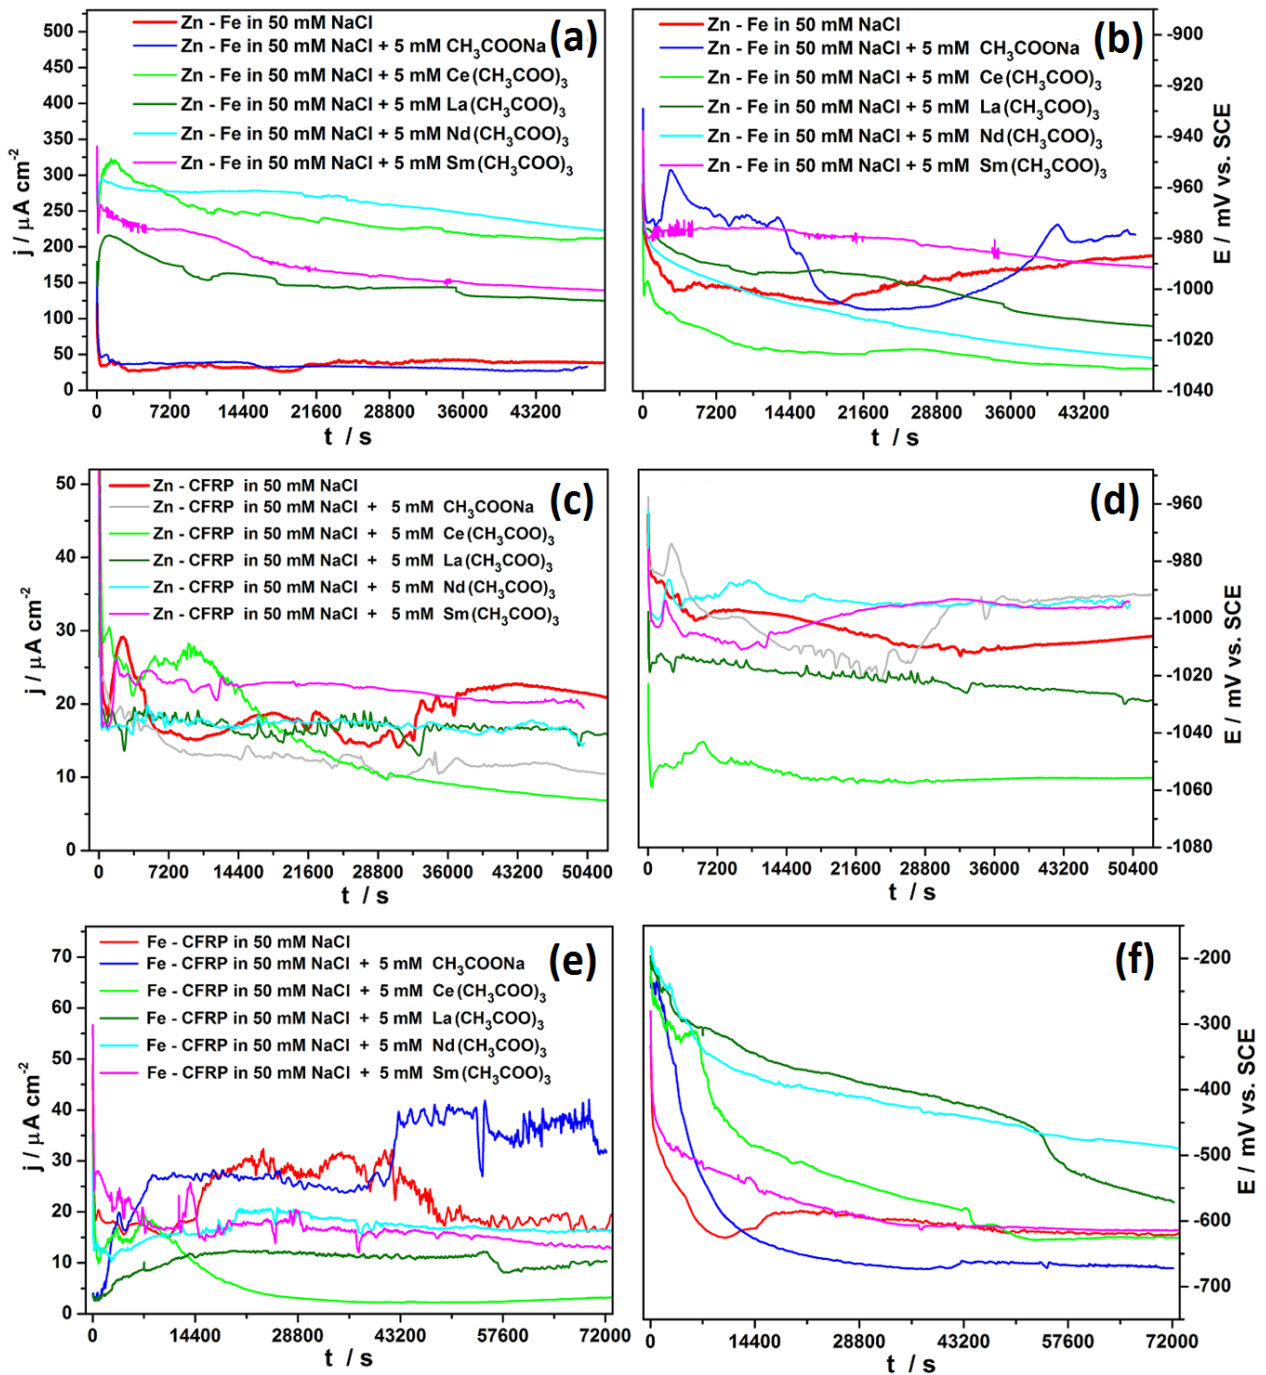 (a)
Zn - Fe in 50 mM NaCl
Zn - Fe in 50 mM NaCl + 5 mM CH₃COONa
Zn - Fe in 50 mM NaCl + 5 mM Ce(CH₃COO)₃
Zn - Fe in 50 mM NaCl + 5 mM La(CH₃COO)₃
Zn - Fe in 50 mM NaCl + 5 mM Nd(CH₃COO)₃
Zn - Fe in 50 mM NaCl + 5 mM Sm(CH₃COO)₃
j / μA cm⁻²
500
450
400
350
300
250
200
150
100
50
0
0 7200 14400 21600 28800 36000 43200
t / s
(b)
Zn - Fe in 50 mM NaCl
Zn - Fe in 50 mM NaCl + 5 mM CH₃COONa
Zn - Fe in 50 mM NaCl + 5 mM Ce(CH₃COO)₃
Zn - Fe in 50 mM NaCl + 5 mM La(CH₃COO)₃
Zn - Fe in 50 mM NaCl + 5 mM Nd(CH₃COO)₃
Zn - Fe in 50 mM NaCl + 5 mM Sm(CH₃COO)₃
E / mV vs. SCE
-900
-920
-940
-960
-980
-1000
-1020
-1040
0 7200 14400 21600 28800 36000 43200
t / s
(c)
Zn - CFRP in 50 mM NaCl
Zn - CFRP in 50 mM NaCl + 5 mM CH₃COONa
Zn - CFRP in 50 mM NaCl + 5 mM Ce(CH₃COO)₃
Zn - CFRP in 50 mM NaCl + 5 mM La(CH₃COO)₃
Zn - CFRP in 50 mM NaCl + 5 mM Nd(CH₃COO)₃
Zn - CFRP in 50 mM NaCl + 5 mM Sm(CH₃COO)₃
j / μA cm⁻²
50
40
30
20
10
0
0 7200 14400 21600 28800 36000 43200 50400
t / s
(d)
E / mV vs. SCE
-960
-980
-1000
-1020
-1040
-1060
-1080
0 7200 14400 21600 28800 36000 43200 50400
t / s
(e)
Fe - CFRP in 50 mM NaCl
Fe - CFRP in 50 mM NaCl + 5 mM CH₃COONa
Fe - CFRP in 50 mM NaCl + 5 mM Ce(CH₃COO)₃
Fe - CFRP in 50 mM NaCl + 5 mM La(CH₃COO)₃
Fe - CFRP in 50 mM NaCl + 5 mM Nd(CH₃COO)₃
Fe - CFRP in 50 mM NaCl + 5 mM Sm(CH₃COO)₃
j / μA cm⁻²
70
60
50
40
30
20
10
0
0 14400 28800 43200 57600 72000
t / s
(f)
E / mV vs. SCE
-200
-300
-400
-500
-600
-700
0 14400 28800 43200 57600 72000
t / s